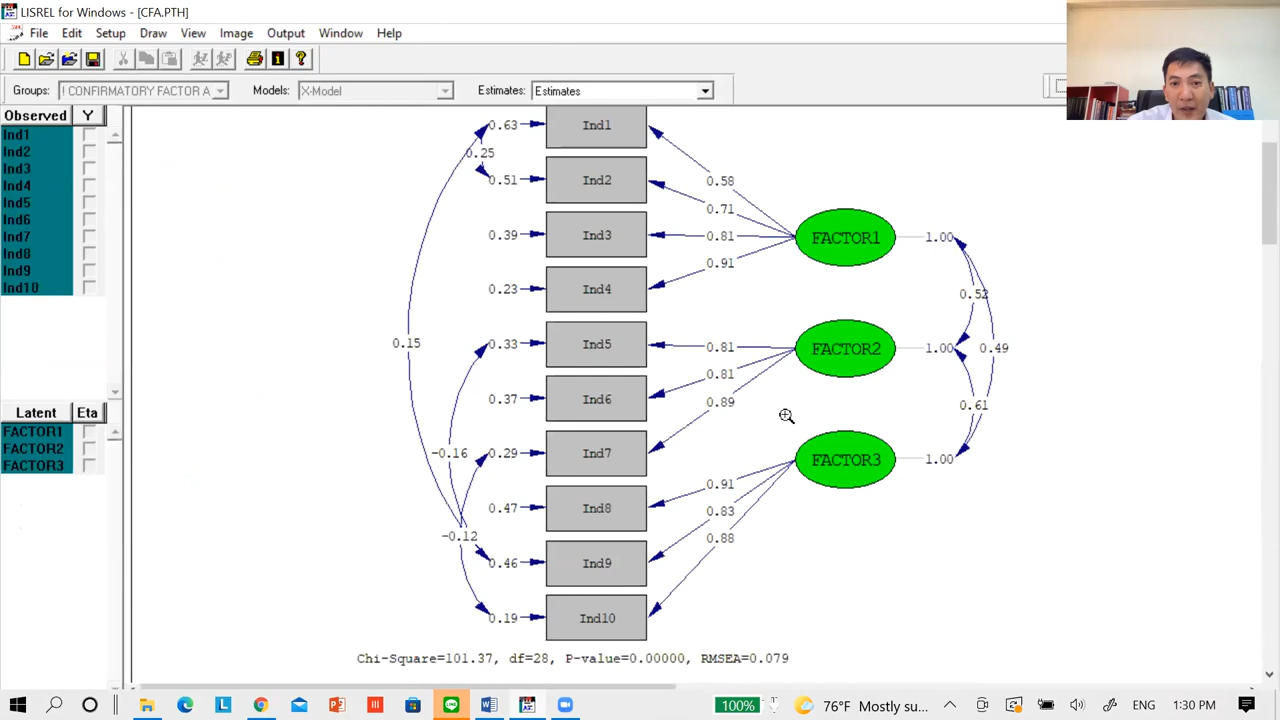 LISREL for Windows - [CFA.PTH]
File Edit Setup Draw View Image Output Window Help
Groups: ! CONFIRMATORY FACTOR A Models: X-Model Estimates: Estimates
Observed Y
Ind1
Ind2
Ind3
Ind4
Ind5
Ind6
Ind7
Ind8
Ind9
Ind10
Latent Eta
FACTOR1
FACTOR2
FACTOR3
0.63 Ind1
0.25
0.51 Ind2
0.39 Ind3
0.23 Ind4
0.33 Ind5
0.37 Ind6
0.29 Ind7
0.47 Ind8
0.46 Ind9
0.19 Ind10
0.15
-0.16
-0.12
0.58
0.71
0.81
0.91
0.81
0.81
0.89
0.91
0.83
0.88
FACTOR1 1.00
FACTOR2 1.00
FACTOR3 1.00
0.52
0.49
0.61
Chi-Square=101.37, df=28, P-value=0.00000, RMSEA=0.079
100% 76°F Mostly su... ENG 1:30 PM